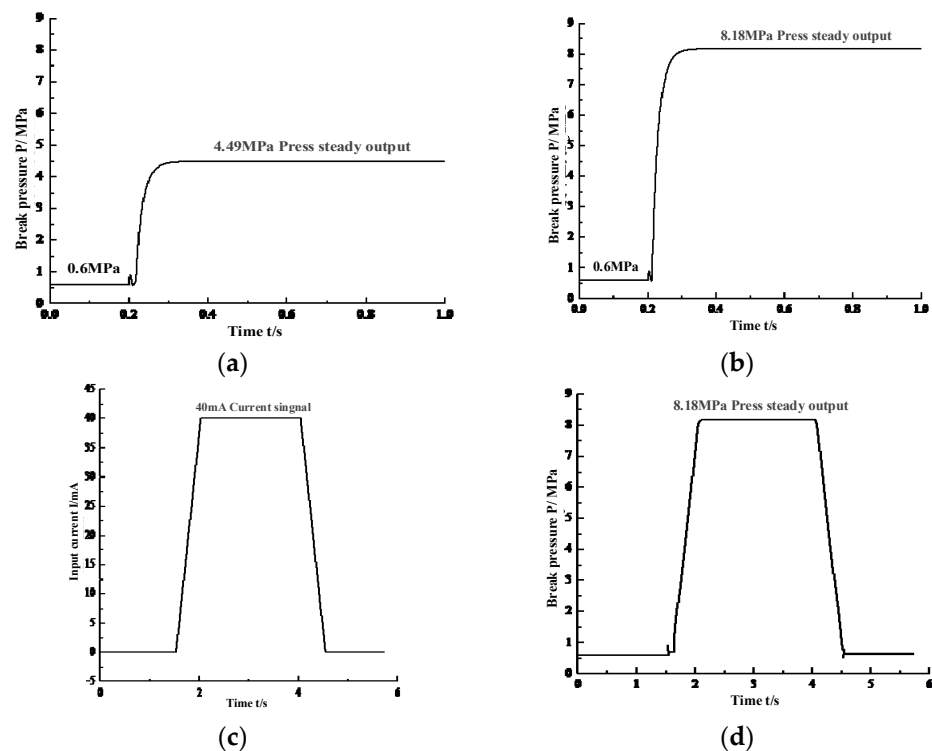 9
8
7
6
5
4
3
2
1
0
Break pressure P/ MPa
4.49MPa Press steady output
0.6MPa
0.0 0.2 0.4 0.6 0.8 1.0
Time t/s
(a)
9
8
7
6
5
4
3
2
1
0
Break pressure P/ MPa
8.18MPa Press steady output
0.6MPa
0.0 0.2 0.4 0.6 0.8 1.0
Time t/s
(b)
45
40
35
30
25
20
15
10
5
0
-5
Input current I/mA
40mA Current singnal
0 2 4 6
Time t/s
(c)
9
8
7
6
5
4
3
2
1
0
Break pressure P/ MPa
8.18MPa Press steady output
0 1 2 3 4 5 6
Time t/s
(d)